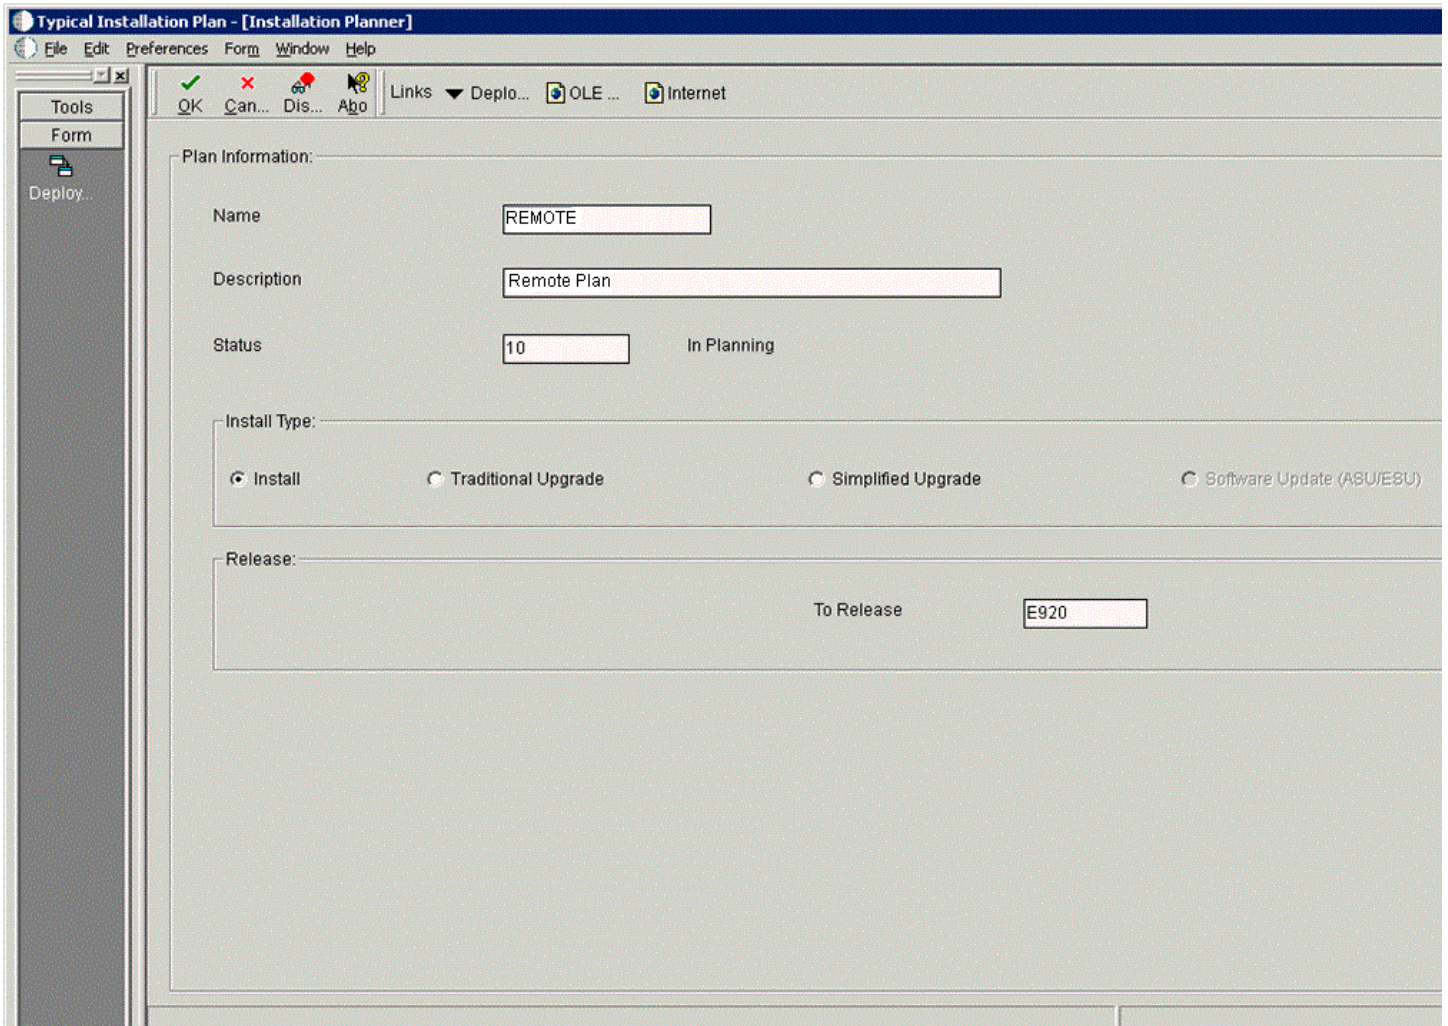 Typical Installation Plan - [Installation Planner]
File Edit Preferences Form Window Help
Tools
Form
Deploy...
OK Can... Dis... Abo Links Deplo... OLE ... Internet
Plan Information:
Name REMOTE
Description Remote Plan
Status 10 In Planning
Install Type:
Install Traditional Upgrade Simplified Upgrade Software Update (ASU/ESU)
Release:
To Release E920